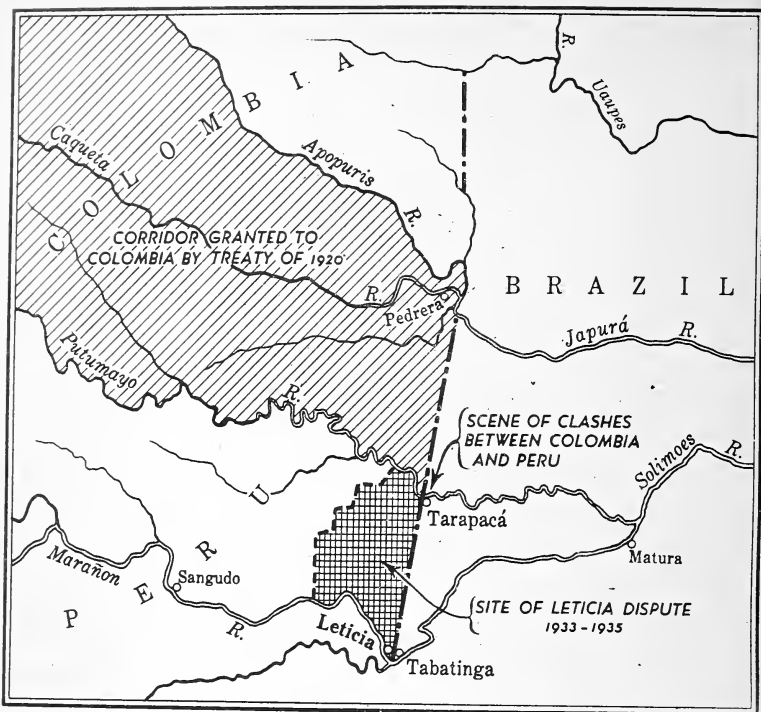 COLOMBIA
R.
Uaupes
Caqueta
Apopuris
R.
CORRIDOR GRANTED TO
COLOMBIA BY TREATY OF 1920
R.
Pedrera
BRAZIL
Japurá R.
Putumayo
R.
SCENE OF CLASHES
BETWEEN COLOMBIA
AND PERU
Solimoes R.
Tarapacá
Matura
PERU
Marañon
Sangudo
R.
SITE OF LETICIA DISPUTE
1933-1935
Leticia
Tabatinga